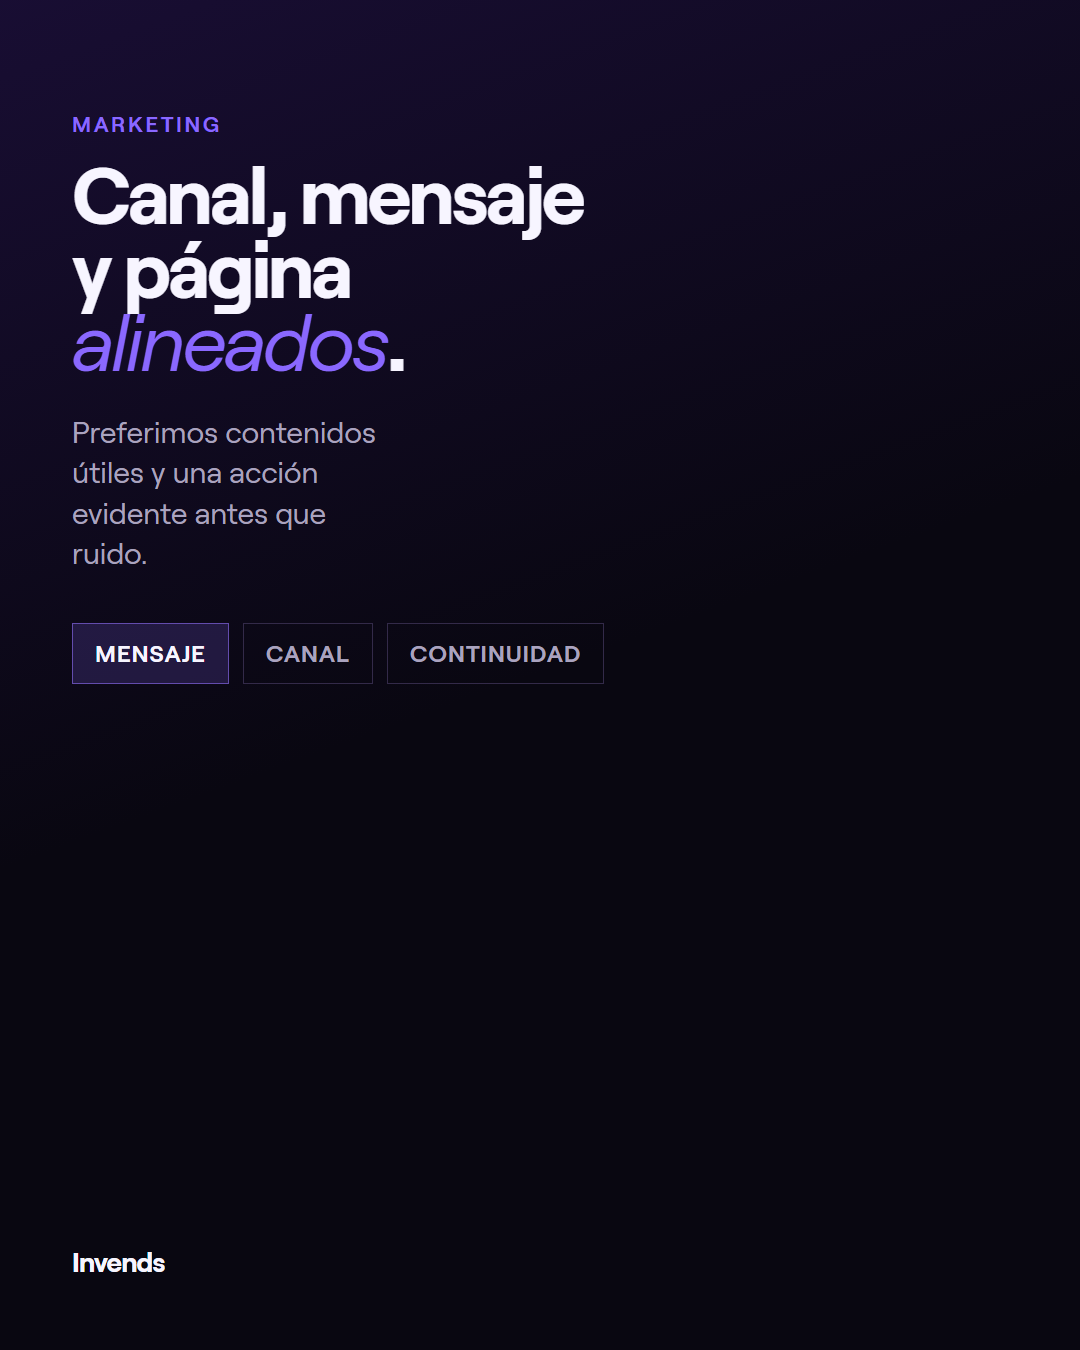 MARKETING
Canal, mensaje
y página
alineados.
Preferimos contenidos
útiles y una acción
evidente antes que
ruido.
MENSAJE CANAL CONTINUIDAD
Invends